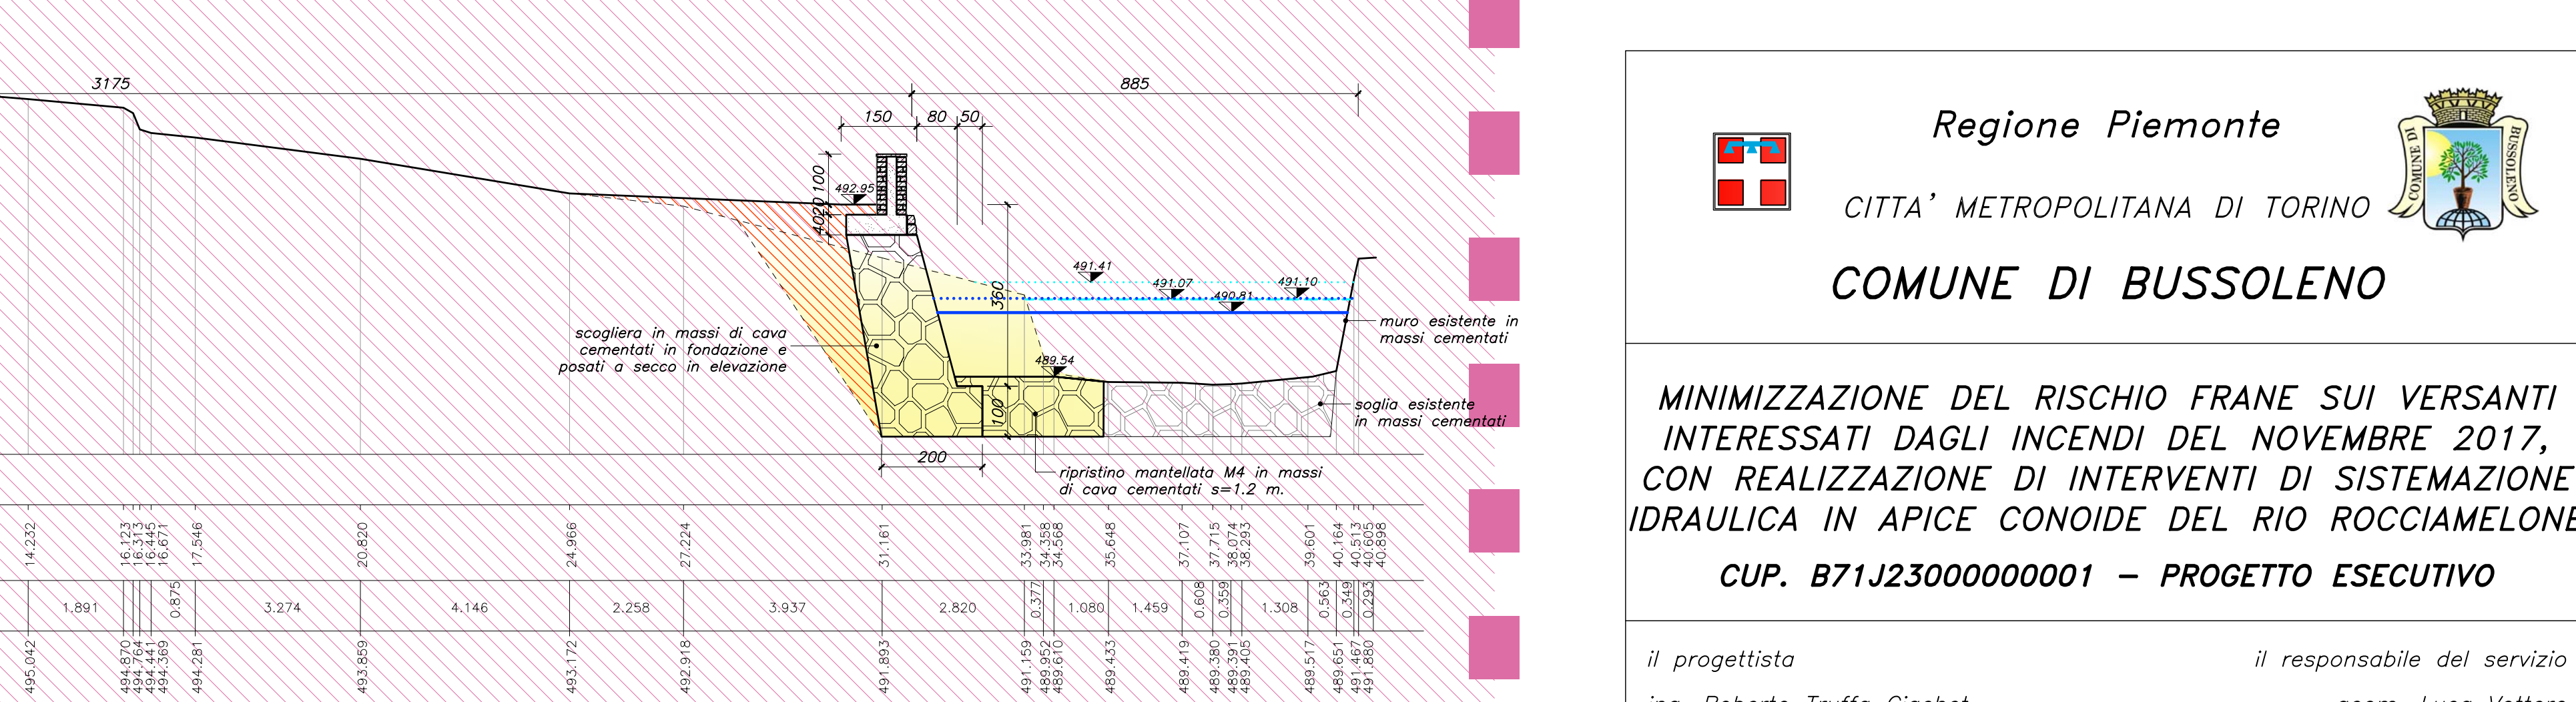 3175
885
150
80
50
100
20
40
492.95
360
491.41
491.07
490.81
491.10
489.54
100
200
scogliera in massi di cava
cementati in fondazione e
posati a secco in elevazione
muro esistente in
massi cementati
soglia esistente
in massi cementati
ripristino mantellata M4 in massi
di cava cementati s=1.2 m.
14.232 16.123 16.313 16.445 16.671 17.546 20.820 24.966 27.224 31.161 33.981 34.358 34.568 35.648 37.107 37.715 38.074 38.293 39.601 40.164 40.513 40.605 40.898
1.891 0.875 3.274 4.146 2.258 3.937 2.820 0.377 1.080 1.459 0.608 0.359 1.308 0.563 0.349 0.293
495.042 494.870 494.764 494.441 494.369 494.281 493.859 493.172 492.918 491.893 491.159 489.952 489.610 489.433 489.419 489.380 489.391 489.405 489.517 489.651 491.467 491.880
Regione Piemonte
CITTA' METROPOLITANA DI TORINO
COMUNE DI BUSSOLENO
COMUNE DI BUSSOLENO
MINIMIZZAZIONE DEL RISCHIO FRANE SUI VERSANTI
INTERESSATI DAGLI INCENDI DEL NOVEMBRE 2017,
CON REALIZZAZIONE DI INTERVENTI DI SISTEMAZIONE
IDRAULICA IN APICE CONOIDE DEL RIO ROCCIAMELONE
CUP. B71J23000000001 – PROGETTO ESECUTIVO
il progettista
il responsabile del servizio
ing. Roberto Truffa Giachet
geom. Luca Vottero